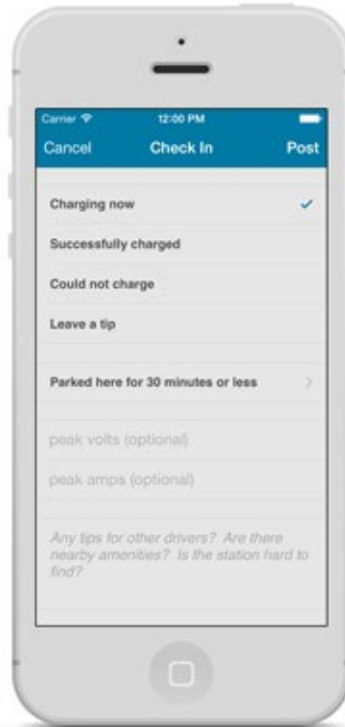 Carrier 12:00 PM
Cancel Check In Post
Charging now
Successfully charged
Could not charge
Leave a tip
Parked here for 30 minutes or less
peak volts (optional)
peak amps (optional)
Any tips for other drivers? Are there
nearby amenities? Is the station hard to
find?